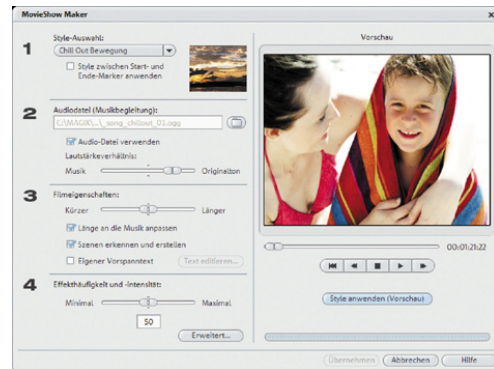 MovieShow Maker
x
1
Style-Auswahl:
Chill Out Bewegung
Style zwischen Start- und
Ende-Marker anwenden
2
Audiodatei (Musikbegleitung):
C:\MAGIX\...\_song_chillout_01.ogg
Audio-Datei verwenden
Lautstärkeverhältnis:
Musik Originalton
3
Filmeigenschaften:
Kürzer Länger
Länge an die Musik anpassen
Szenen erkennen und erstellen
Eigener Vorspanntext Text editieren...
4
Effekthäufigkeit und -intensität:
Minimal Maximal
50
Erweitert...
Vorschau
00:01:21:22
Style anwenden (Vorschau)
Übernehmen Abbrechen Hilfe